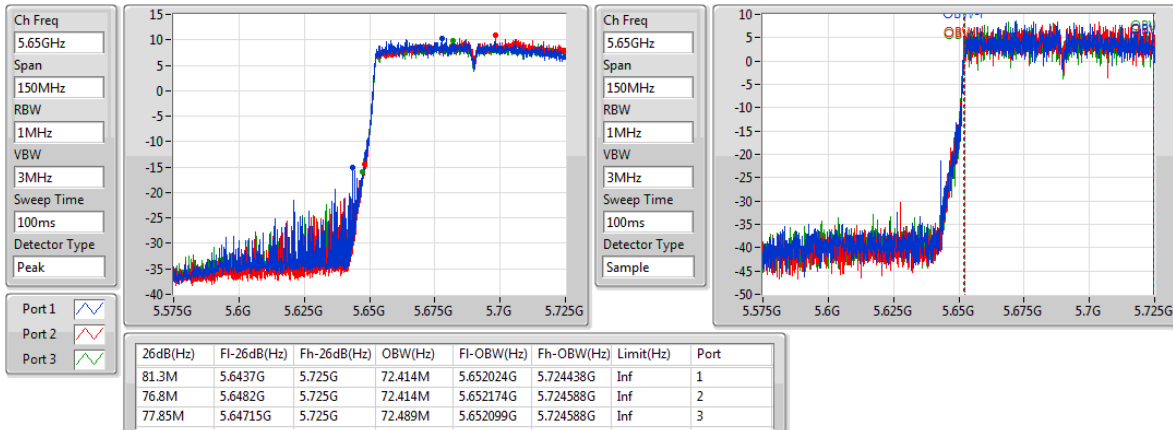 Ch Freq
5.65GHz
Span
150MHz
RBW
1MHz
VBW
3MHz
Sweep Time
100ms
Detector Type
Peak
15
10
5
0
-5
-10
-15
-20
-25
-30
-35
-40
5.575G 5.6G 5.625G 5.65G 5.675G 5.7G 5.725G
Ch Freq
5.65GHz
Span
150MHz
RBW
1MHz
VBW
3MHz
Sweep Time
100ms
Detector Type
Sample
10
5
0
-5
-10
-15
-20
-25
-30
-35
-40
-45
-50
5.575G 5.6G 5.625G 5.65G 5.675G 5.7G 5.725G
Port 1
Port 2
Port 3
26dB(Hz) Fl-26dB(Hz) Fh-26dB(Hz) OBW(Hz) Fl-OBW(Hz) Fh-OBW(Hz) Limit(Hz) Port
81.3M 5.6437G 5.725G 72.414M 5.652024G 5.724438G Inf 1
76.8M 5.6482G 5.725G 72.414M 5.652174G 5.724588G Inf 2
77.85M 5.64715G 5.725G 72.489M 5.652099G 5.724588G Inf 3